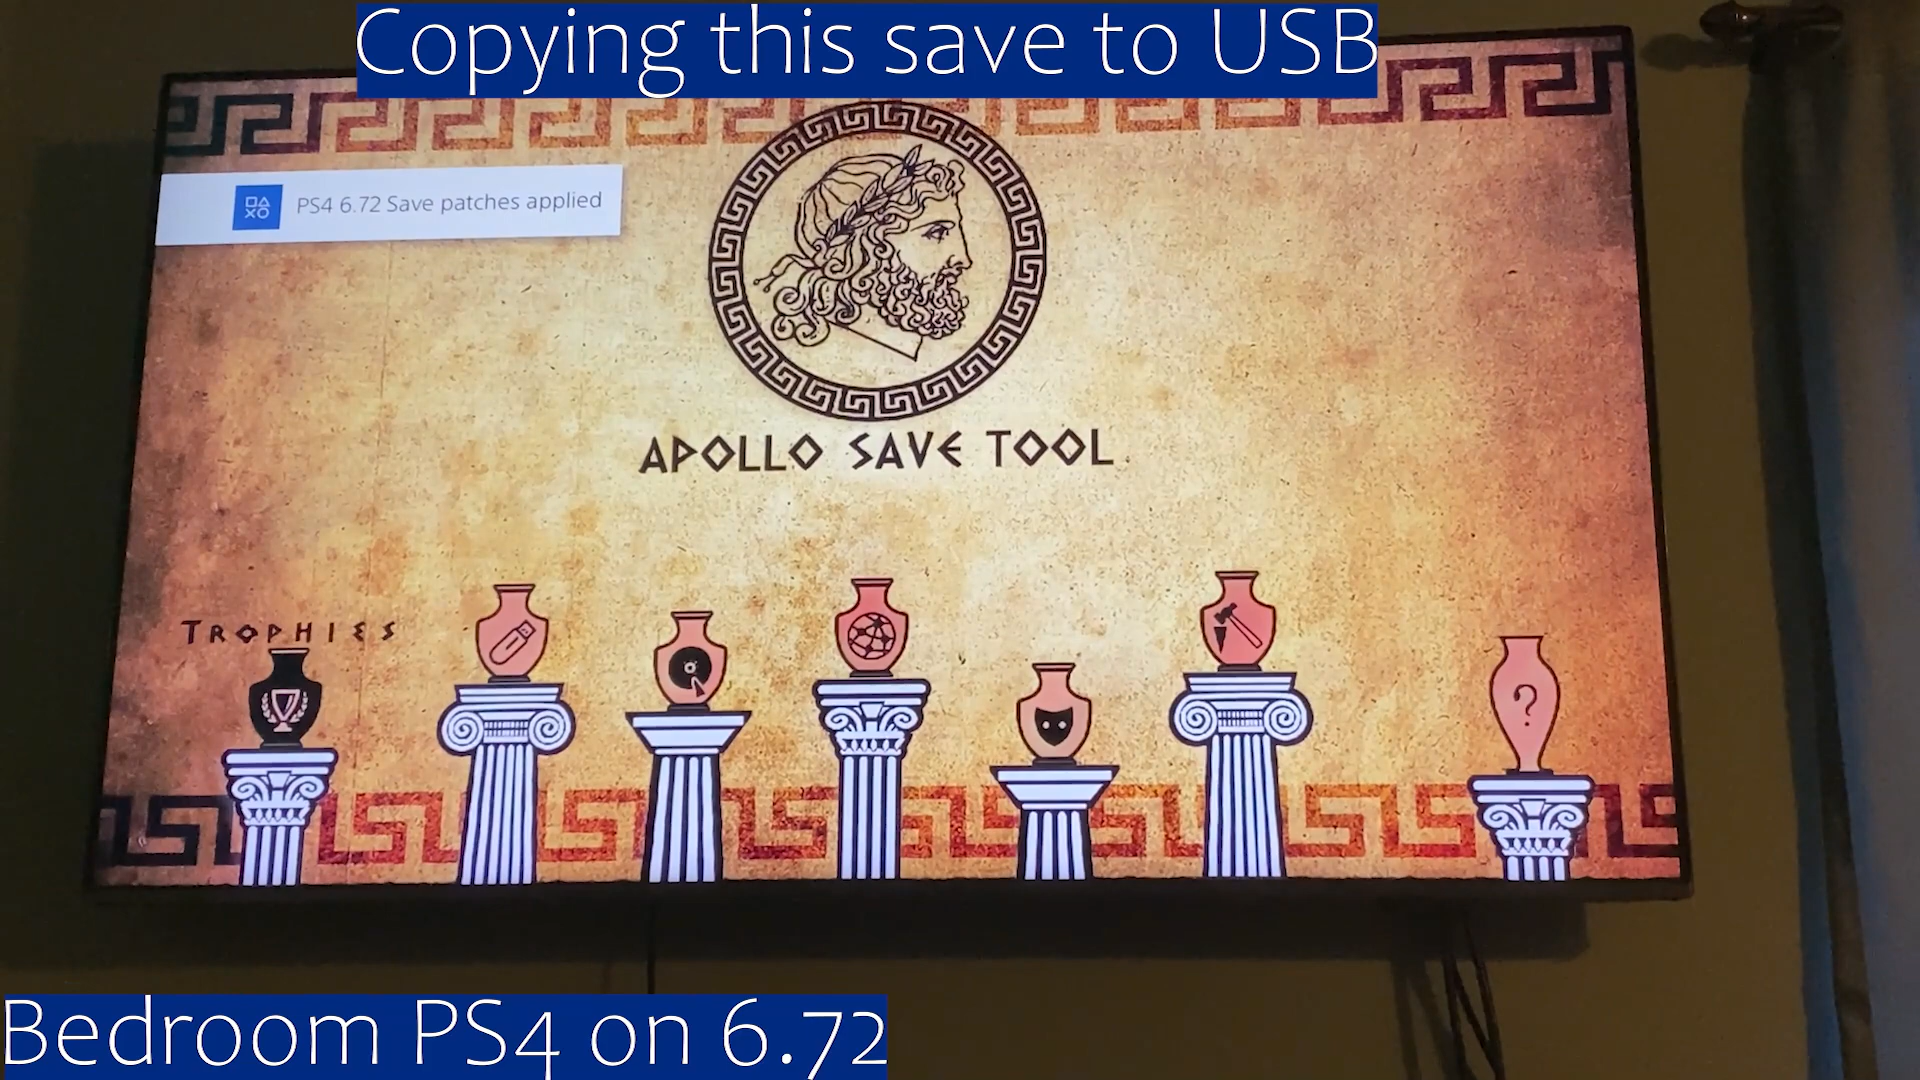 Copying this save to USB
PS4 6.72 Save patches applied
APOLLO SAVE TOOL
TROPHIES
?
Bedroom PS4 on 6.72